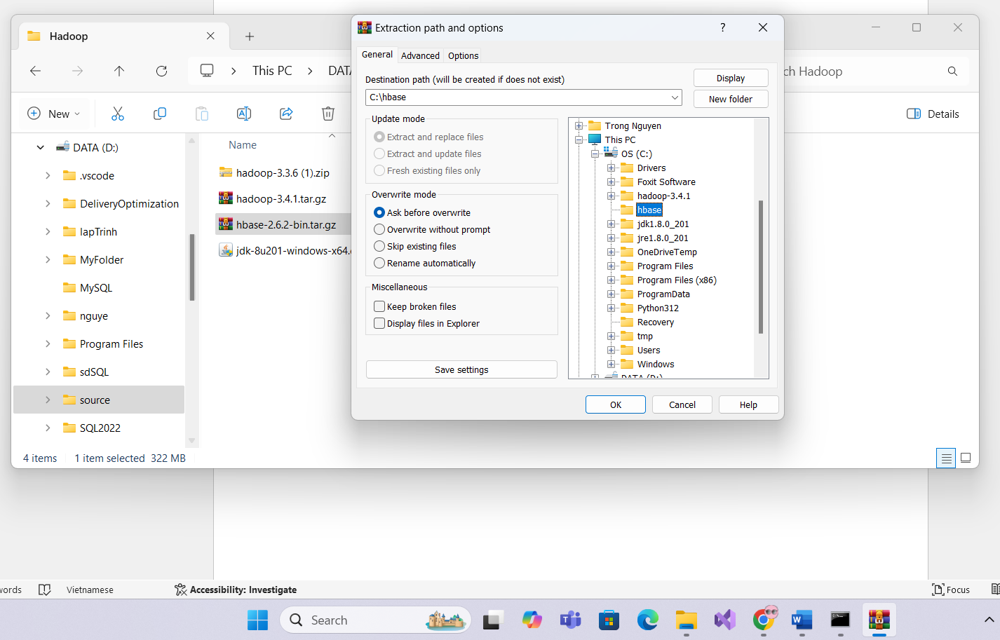 Hadoop
Extraction path and options
?
General
Advanced
Options
This PC
Destination path (will be created if does not exist)
C:\hbase
Display
New folder
ch Hadoop
New
Details
DATA (D:)
.vscode
DeliveryOptimization
lapTrinh
MyFolder
MySQL
nguye
Program Files
sdSQL
source
SQL2022
Name
hadoop-3.3.6 (1).zip
hadoop-3.4.1.tar.gz
hbase-2.6.2-bin.tar.gz
jdk-8u201-windows-x64.
Update mode
Extract and replace files
Extract and update files
Fresh existing files only
Overwrite mode
Ask before overwrite
Overwrite without prompt
Skip existing files
Rename automatically
Miscellaneous
Keep broken files
Display files in Explorer
Save settings
Trong Nguyen
This PC
OS (C:)
Drivers
Foxit Software
hadoop-3.4.1
hbase
jdk1.8.0_201
jre1.8.0_201
OneDriveTemp
Program Files
Program Files (x86)
ProgramData
Python312
Recovery
tmp
Users
Windows
DATA (D:)
OK
Cancel
Help
4 items
1 item selected 322 MB
words
Vietnamese
Accessibility: Investigate
Focus
Search